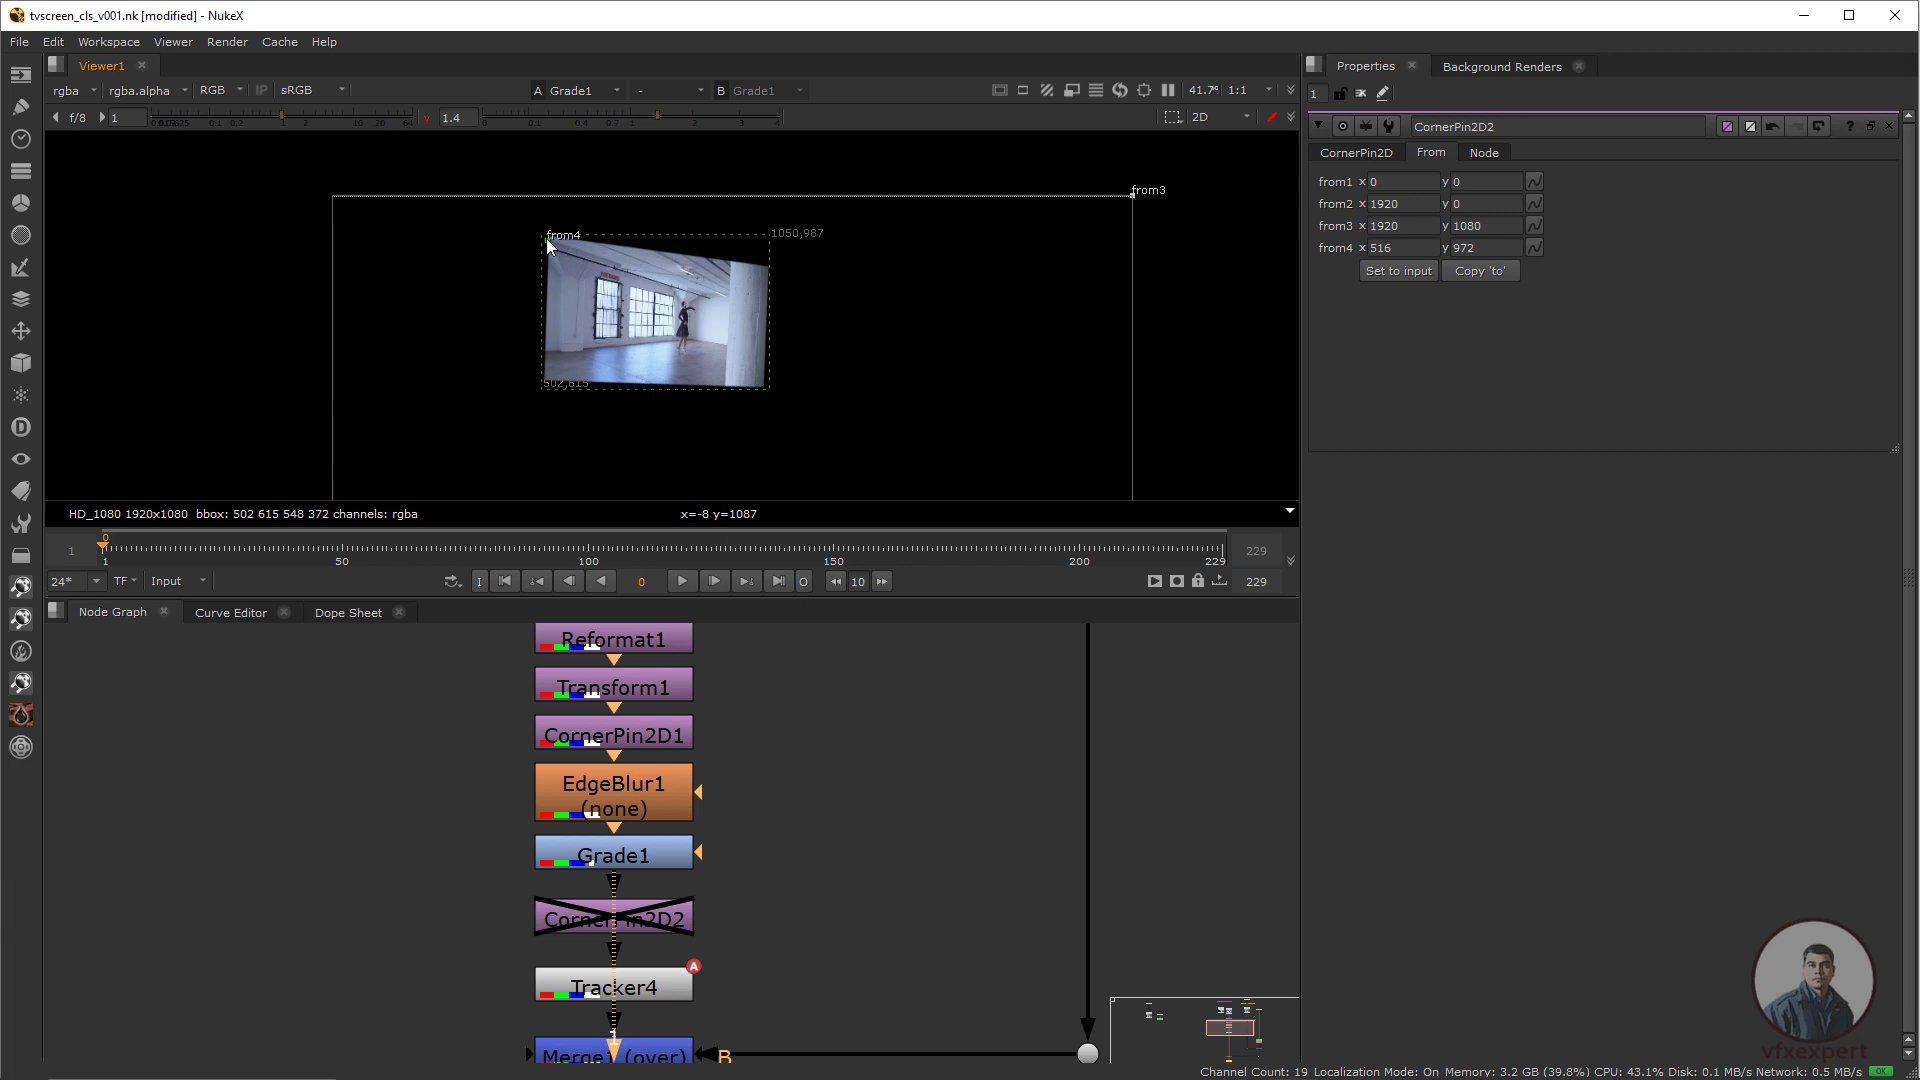 tvscreen_cls_v001.nk [modified] - NukeX
File Edit Workspace Viewer Render Cache Help
Viewer1
Properties
Background Renders
rgba rgba.alpha RGB IP sRGB A Grade1 - B Grade1 41.7% 1:1
1
f/8 1 Y 1.4 2D
CornerPin2D2
CornerPin2D From Node
from1 x 0 y 0
from2 x 1920 y 0
from3 x 1920 y 1080
from4 x 516 y 972
Set to input Copy 'to'
from3
from4
1050,987
502,615
HD_1080 1920x1080 bbox: 502 615 548 372 channels: rgba
x=-8 y=1087
1 0 229
1 50 100 150 200 229
24* TF Input I 0 O 10 229
Node Graph Curve Editor Dope Sheet
Reformat1
Transform1
CornerPin2D1
EdgeBlur1
(none)
Grade1
CornerPin2D2
A
Tracker4
1
Merge1 (over)
B
vfxexpert
Channel Count: 19 Localization Mode: On Memory: 3.2 GB (39.8%) CPU: 43.1% Disk: 0.1 MB/s Network: 0.5 MB/s OK